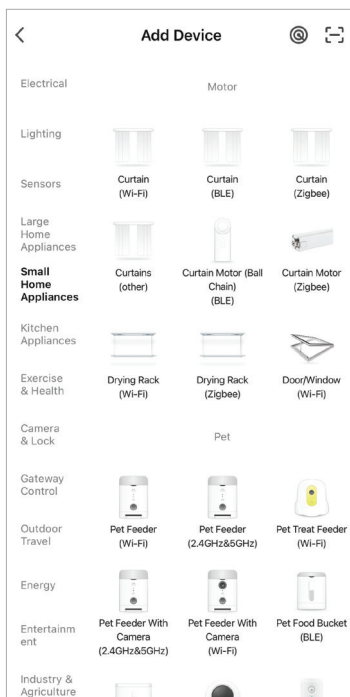 Add Device
Electrical
Lighting
Sensors
Large
Home
Appliances
Small
Home
Appliances
Kitchen
Appliances
Exercise
& Health
Camera
& Lock
Gateway
Control
Outdoor
Travel
Energy
Entertainm
ent
Industry &
Agriculture
Motor
Curtain
(Wi-Fi)
Curtain
(BLE)
Curtain
(Zigbee)
Curtains
(other)
Curtain Motor (Ball
Chain)
(BLE)
Curtain Motor
(Zigbee)
Drying Rack
(Wi-Fi)
Drying Rack
(Zigbee)
Door/Window
(Wi-Fi)
Pet
Pet Feeder
(Wi-Fi)
Pet Feeder
(2.4GHz&5GHz)
Pet Treat Feeder
(Wi-Fi)
Pet Feeder With
Camera
(2.4GHz&5GHz)
Pet Feeder With
Camera
(Wi-Fi)
Pet Food Bucket
(BLE)